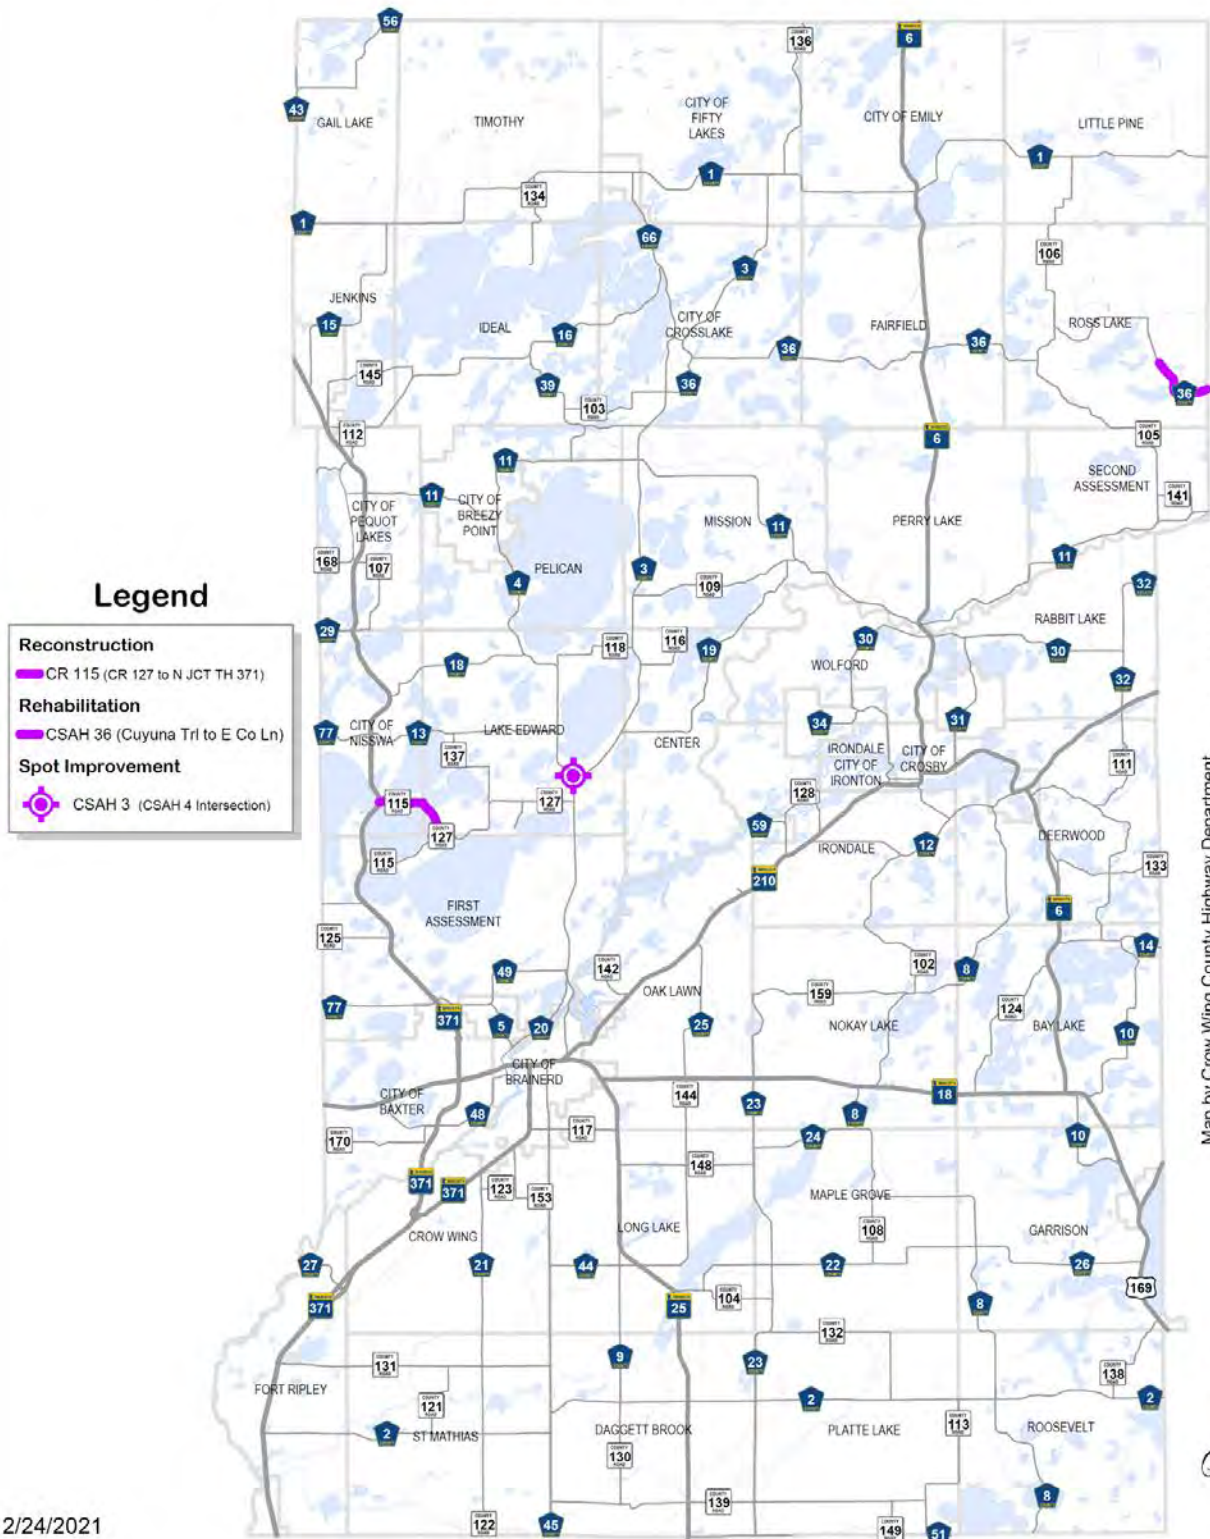 56
136
6
43
GAIL LAKE
TIMOTHY
CITY OF
FIFTY
LAKES
CITY OF EMILY
LITTLE PINE
1
1
134
1
66
106
3
JENKINS
15
IDEAL
16
CITY OF
CROSSLAKE
FAIRFIELD
ROSS LAKE
36
36
145
39
36
36
103
112
6
105
11
SECOND
ASSESSMENT
11
CITY OF
BREEZY
POINT
141
CITY OF
PEQUOT
LAKES
MISSION
11
PERRY LAKE
168
107
PELICAN
4
3
109
11
32
Legend
Reconstruction
CR 115 (CR 127 to N JCT TH 371)
Rehabilitation
CSAH 36 (Cuyuna Trl to E Co Ln)
Spot Improvement
CSAH 3 (CSAH 4 Intersection)
29
18
118
116
19
30
WOLFORD
RABBIT LAKE
30
32
77
CITY OF
NISSWA
13
137
LAKE EDWARD
CENTER
34
31
IRONDALE
CITY OF
IRONTON
CITY OF
CROSBY
111
115
127
128
127
59
IRONDALE
12
DEERWOOD
115
133
210
6
FIRST
ASSESSMENT
125
49
142
102
8
14
OAK LAWN
159
77
371
5
20
25
NOKAY LAKE
124
BAY LAKE
10
CITY OF
BRAINERD
CITY OF
BAXTER
144
18
48
23
8
170
117
24
10
148
371
371
123
153
MAPLE GROVE
CROW WING
LONG LAKE
108
GARRISON
27
21
44
22
26
371
25
104
8
169
132
131
9
23
138
FORT RIPLEY
121
2
2
2
ST MATHIAS
DAGGETT BROOK
PLATTE LAKE
113
ROOSEVELT
130
8
139
122
45
149
51
Map by Crow Wing County Highway Department
2/24/2021